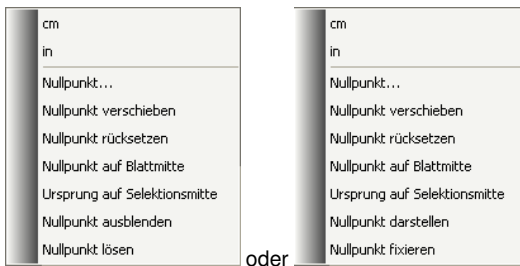 cm
in
Nullpunkt...
Nullpunkt verschieben
Nullpunkt rücksetzen
Nullpunkt auf Blattmitte
Ursprung auf Selektionsmitte
Nullpunkt ausblenden
Nullpunkt lösen
oder
cm
in
Nullpunkt...
Nullpunkt verschieben
Nullpunkt rücksetzen
Nullpunkt auf Blattmitte
Ursprung auf Selektionsmitte
Nullpunkt darstellen
Nullpunkt fixieren